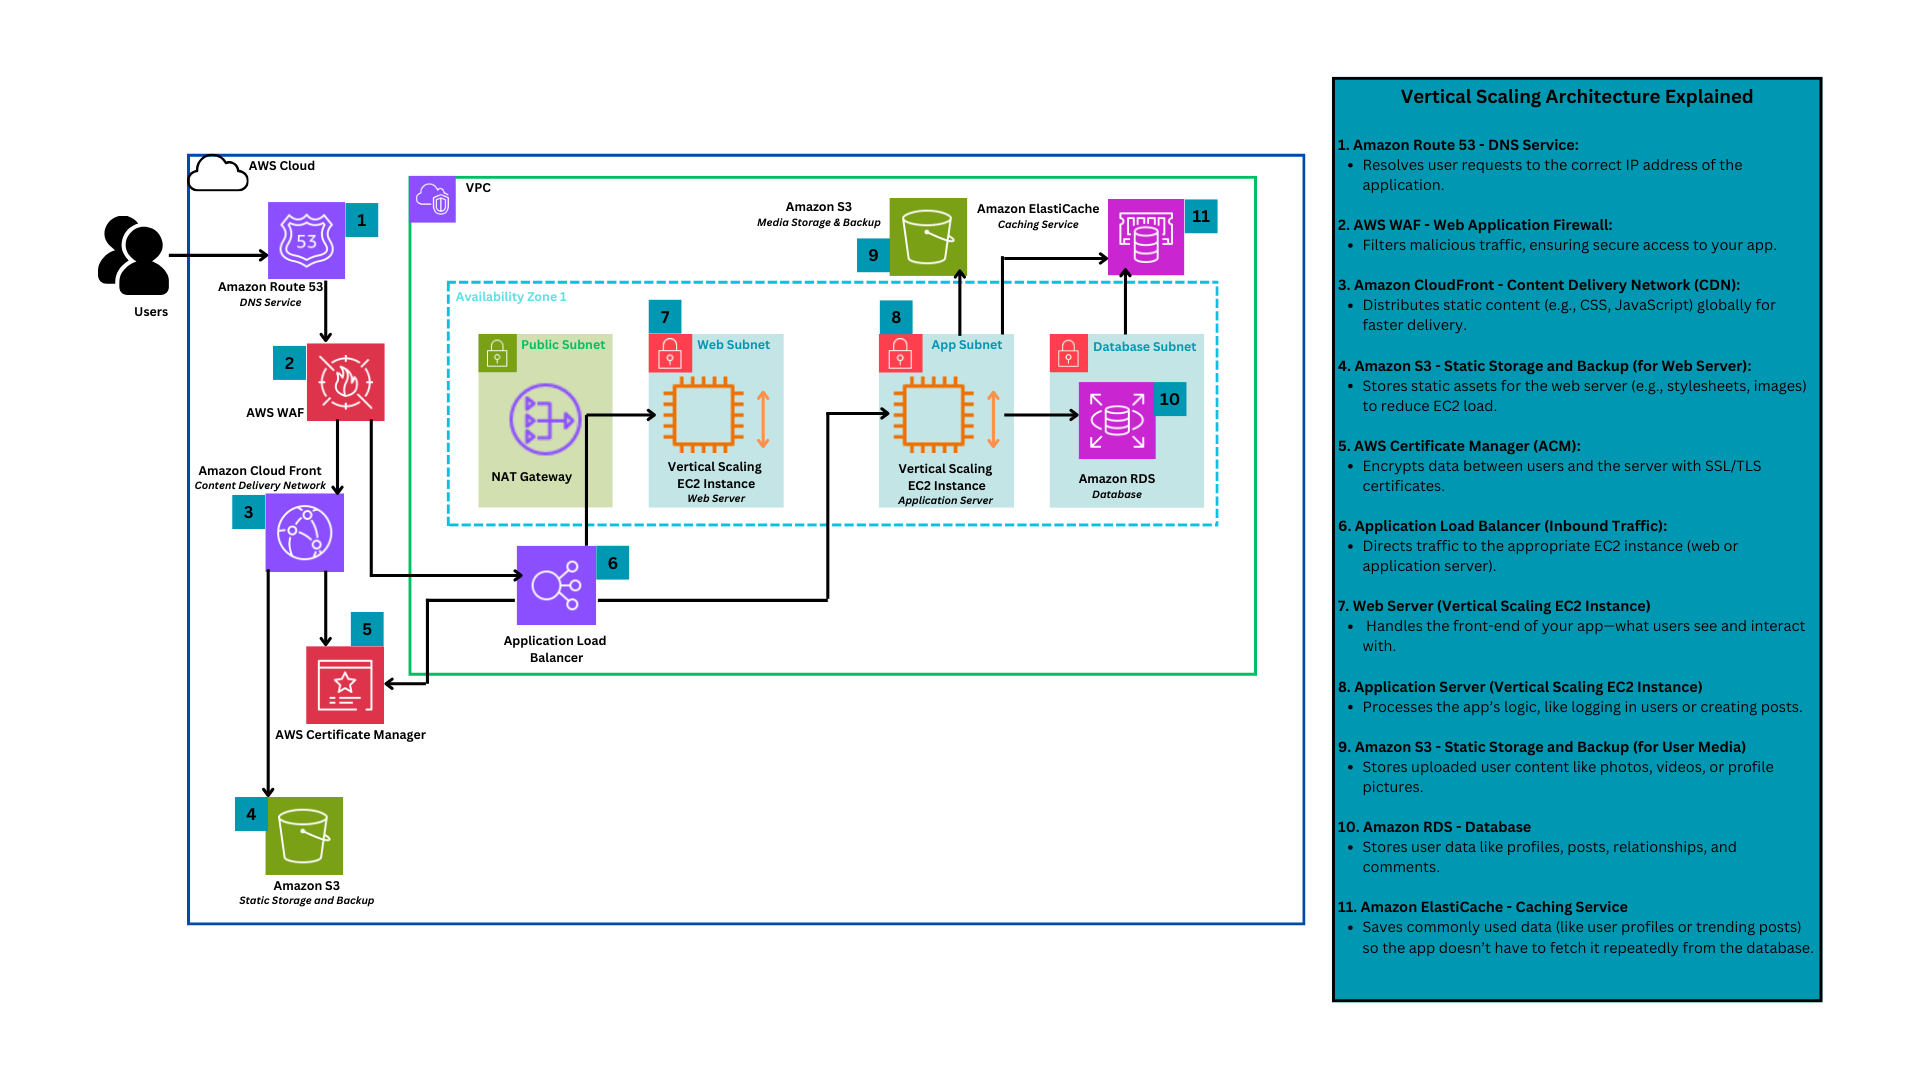 AWS Cloud
Users
53
1
Amazon Route 53
DNS Service
2
AWS WAF
Amazon Cloud Front
Content Delivery Network
3
5
AWS Certificate Manager
4
Amazon S3
Static Storage and Backup
VPC
Amazon S3
Media Storage & Backup
9
Amazon ElastiCache
Caching Service
11
Availability Zone 1
Public Subnet
NAT Gateway
7
Web Subnet
Vertical Scaling
EC2 Instance
Web Server
8
App Subnet
Vertical Scaling
EC2 Instance
Application Server
Database Subnet
10
Amazon RDS
Database
6
Application Load
Balancer
Vertical Scaling Architecture Explained
1. Amazon Route 53 - DNS Service:
• Resolves user requests to the correct IP address of the
application.
2. AWS WAF - Web Application Firewall:
• Filters malicious traffic, ensuring secure access to your app.
3. Amazon CloudFront - Content Delivery Network (CDN):
• Distributes static content (e.g., CSS, JavaScript) globally for
faster delivery.
4. Amazon S3 - Static Storage and Backup (for Web Server):
• Stores static assets for the web server (e.g., stylesheets, images)
to reduce EC2 load.
5. AWS Certificate Manager (ACM):
• Encrypts data between users and the server with SSL/TLS
certificates.
6. Application Load Balancer (Inbound Traffic):
• Directs traffic to the appropriate EC2 instance (web or
application server).
7. Web Server (Vertical Scaling EC2 Instance)
• Handles the front-end of your app—what users see and interact
with.
8. Application Server (Vertical Scaling EC2 Instance)
• Processes the app's logic, like logging in users or creating posts.
9. Amazon S3 - Static Storage and Backup (for User Media)
• Stores uploaded user content like photos, videos, or profile
pictures.
10. Amazon RDS - Database
• Stores user data like profiles, posts, relationships, and
comments.
11. Amazon ElastiCache - Caching Service
• Saves commonly used data (like user profiles or trending posts)
so the app doesn't have to fetch it repeatedly from the database.